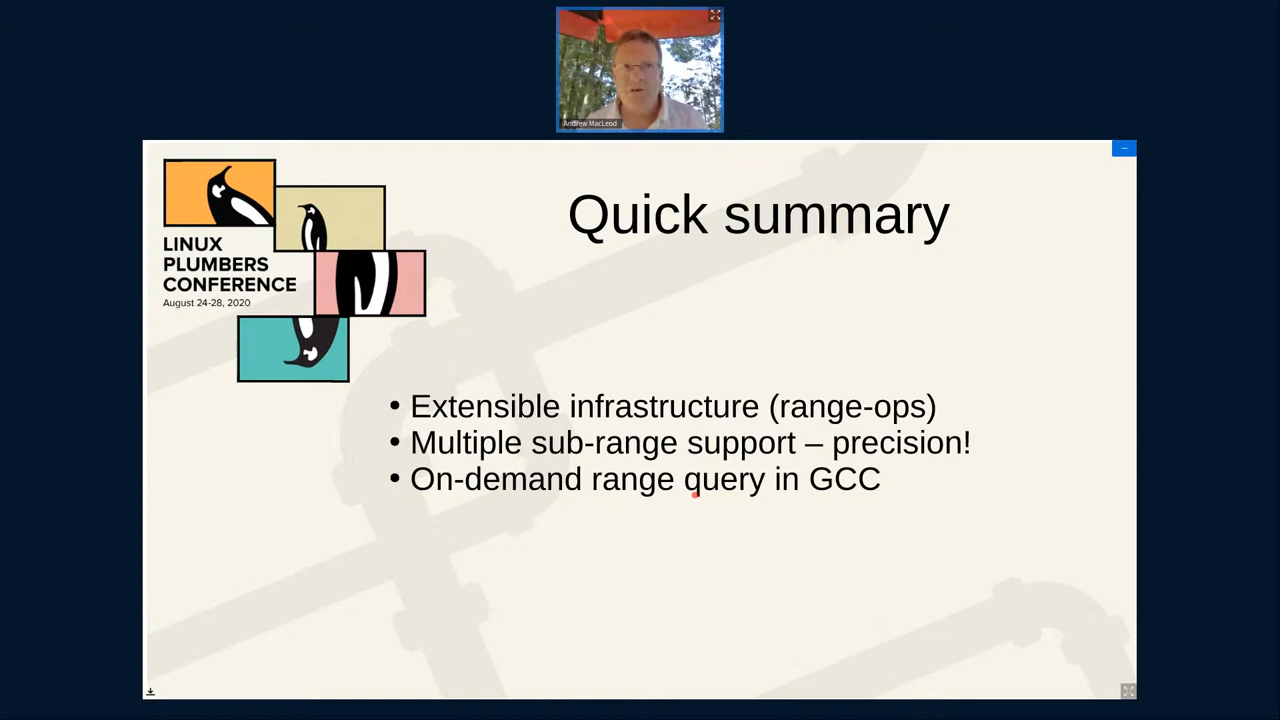 Andrew MacLeod
LINUX
PLUMBERS
CONFERENCE
August 24-28, 2020
Quick summary
• Extensible infrastructure (range-ops)
• Multiple sub-range support – precision!
• On-demand range query in GCC